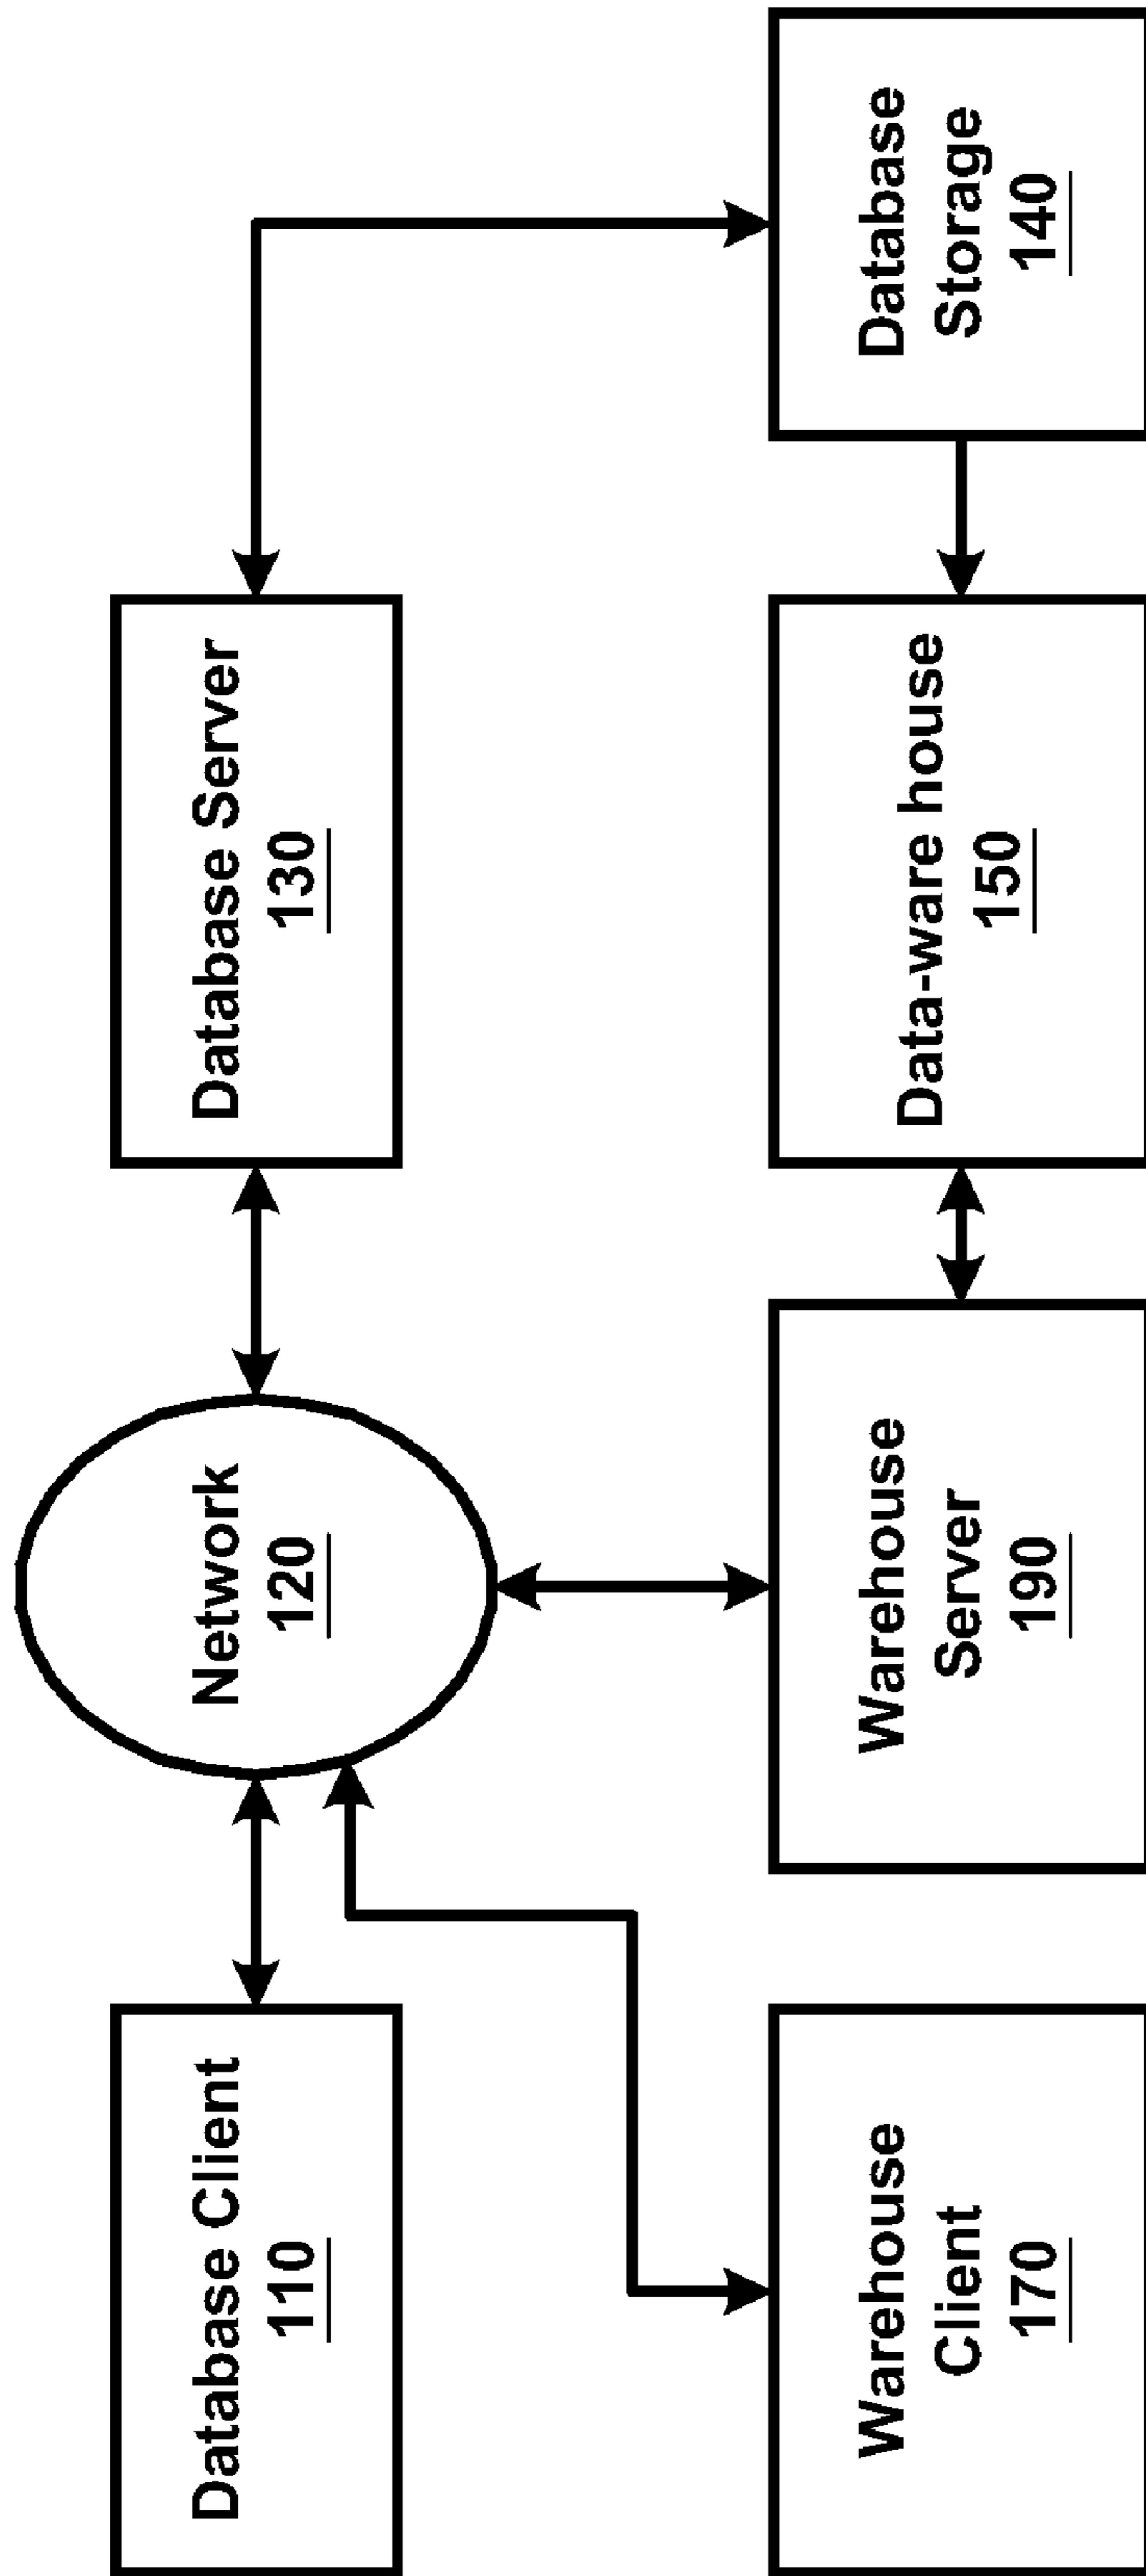 Database Client
110
Network
120
Database Server
130
Warehouse
Client
170
Warehouse
Server
190
Data-ware house
150
Database
Storage
140